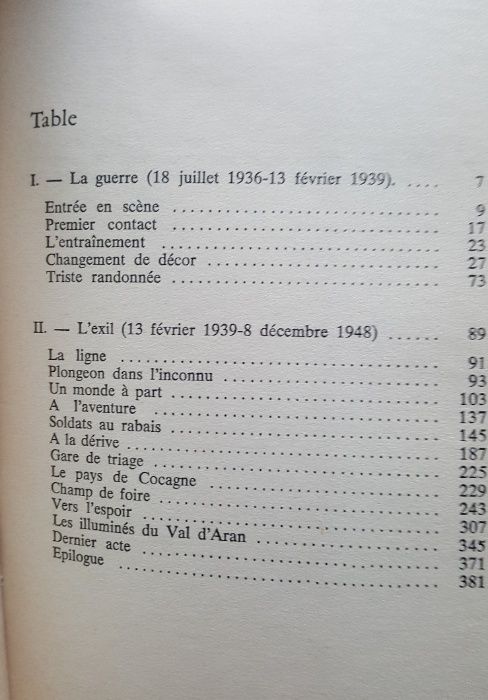 Table
I. — La guerre (18 juillet 1936-13 février 1939). .... 7
Entrée en scène .............................. 9
Premier contact .............................. 17
L'entraînement .............................. 23
Changement de décor .............................. 27
Triste randonnée .............................. 73
II. — L'exil (13 février 1939-8 décembre 1948) ...... 89
La ligne .............................. 91
Plongeon dans l'inconnu .............................. 93
Un monde à part .............................. 103
A l'aventure .............................. 137
Soldats au rabais .............................. 145
A la dérive .............................. 187
Gare de triage .............................. 225
Le pays de Cocagne .............................. 229
Champ de foire .............................. 243
Vers l'espoir .............................. 307
Les illuminés du Val d'Aran .............................. 345
Dernier acte .............................. 371
Epilogue .............................. 381